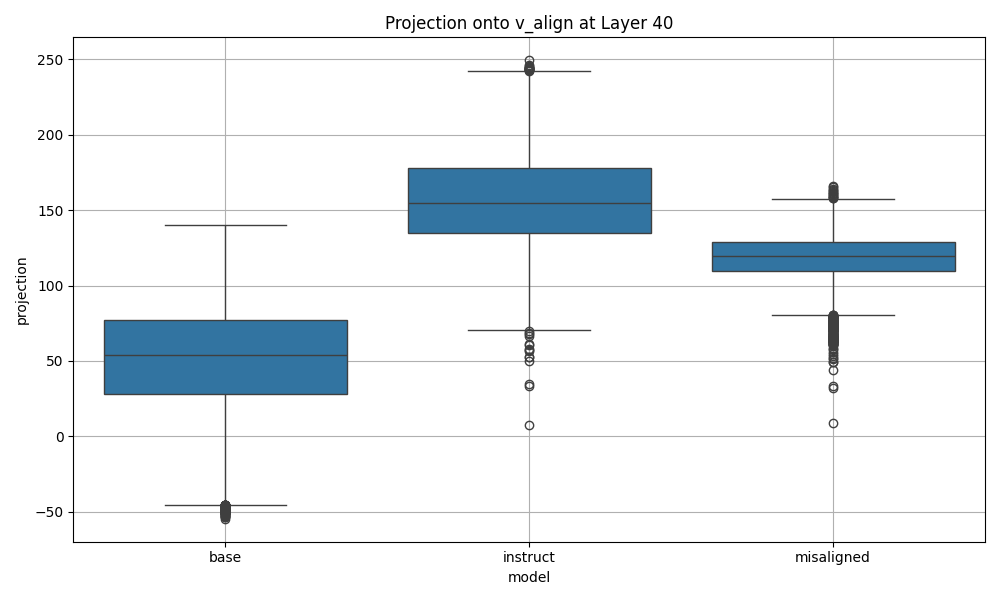 Projection onto v_align at Layer 40
250
200
150
100
50
0
−50
projection
base
instruct
misaligned
model